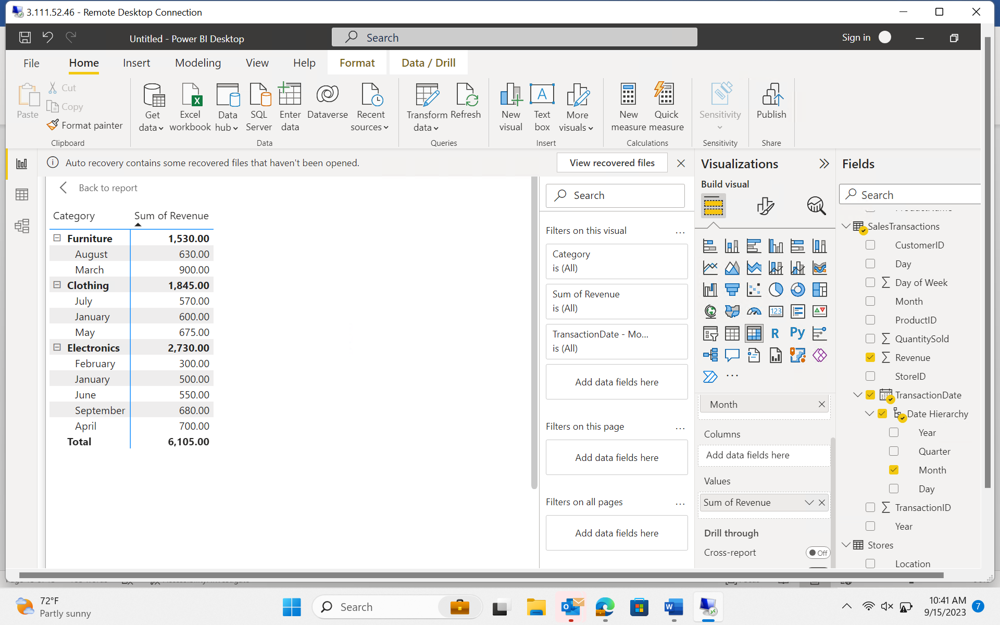 3.111.52.46 - Remote Desktop Connection
Untitled - Power BI Desktop
Search
Sign in
File
Home
Insert
Modeling
View
Help
Format
Data / Drill
Paste
Cut
Copy
Format painter
Clipboard
Get data
Excel workbook
Data hub
SQL Server
Enter data
Dataverse
Recent sources
Data
Transform data
Refresh
Queries
New visual
Text box
More visuals
Insert
New measure
Quick measure
Calculations
Sensitivity
Sensitivity
Publish
Share
Auto recovery contains some recovered files that haven't been opened.
View recovered files
Back to report
Category Sum of Revenue
Furniture 1,530.00
August 630.00
March 900.00
Clothing 1,845.00
July 570.00
January 600.00
May 675.00
Electronics 2,730.00
February 300.00
January 500.00
June 550.00
September 680.00
April 700.00
Total 6,105.00
Search
Filters on this visual ...
Category
is (All)
Sum of Revenue
is (All)
TransactionDate - Mo...
is (All)
Add data fields here
Filters on this page ...
Add data fields here
Filters on all pages ...
Add data fields here
Visualizations
Build visual
123
R
Py
...
Month
Columns
Add data fields here
Values
Sum of Revenue
Drill through
Cross-report
Off
Fields
Search
SalesTransactions
CustomerID
Day
Day of Week
Month
ProductID
QuantitySold
Revenue
StoreID
TransactionDate
Date Hierarchy
Year
Quarter
Month
Day
TransactionID
Year
Stores
Location
72°F
Partly sunny
Search
10:41 AM
9/15/2023
7